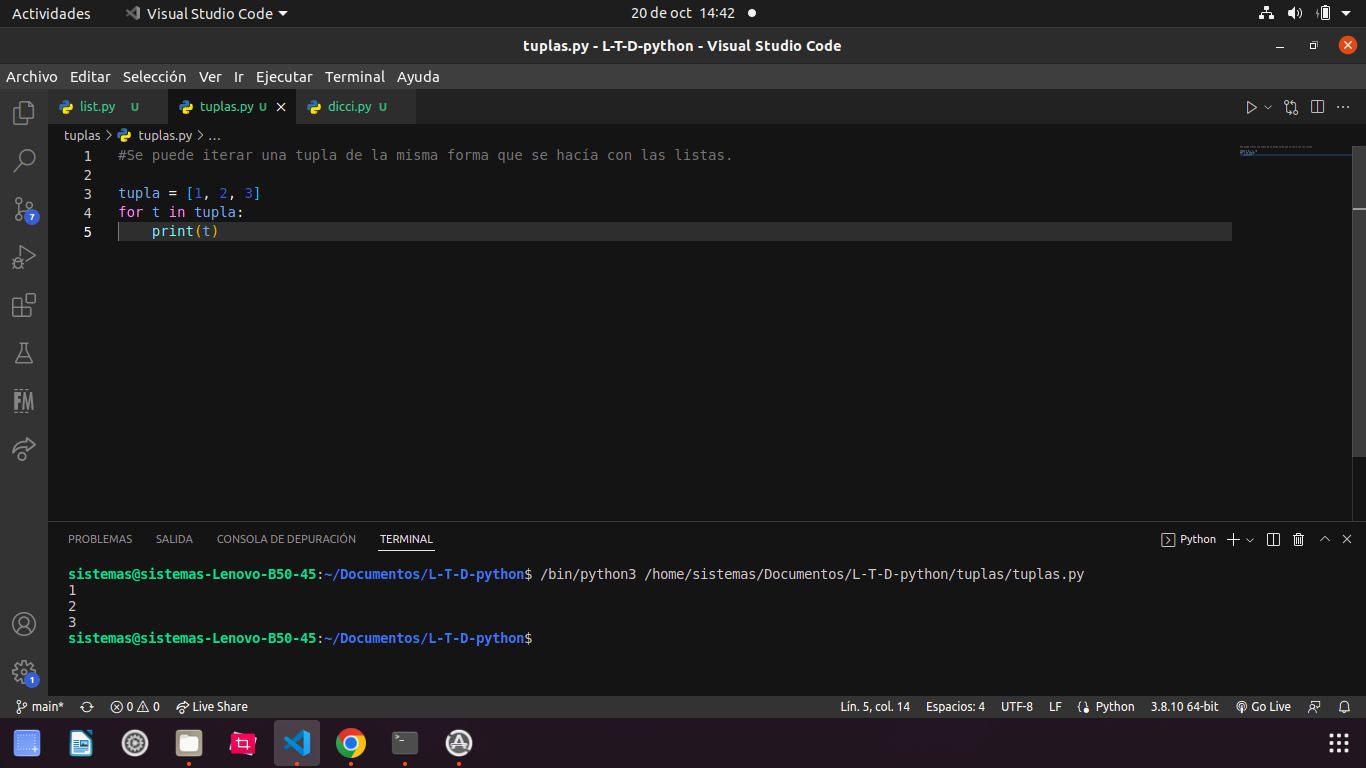 Actividades Visual Studio Code 20 de oct 14:42
tuplas.py - L-T-D-python - Visual Studio Code
Archivo Editar Selección Ver Ir Ejecutar Terminal Ayuda
list.py U tuplas.py U dicci.py U
tuplas > tuplas.py > ...
1 #Se puede iterar una tupla de la misma forma que se hacía con las listas.
2
3 tupla = [1, 2, 3]
4 for t in tupla:
5 print(t)
7
FM
PROBLEMAS SALIDA CONSOLA DE DEPURACIÓN TERMINAL Python
sistemas@sistemas-Lenovo-B50-45:~/Documentos/L-T-D-python$ /bin/python3 /home/sistemas/Documentos/L-T-D-python/tuplas/tuplas.py
1
2
3
sistemas@sistemas-Lenovo-B50-45:~/Documentos/L-T-D-python$
1
main* 0 0 Live Share Lín. 5, col. 14 Espacios: 4 UTF-8 LF Python 3.8.10 64-bit Go Live